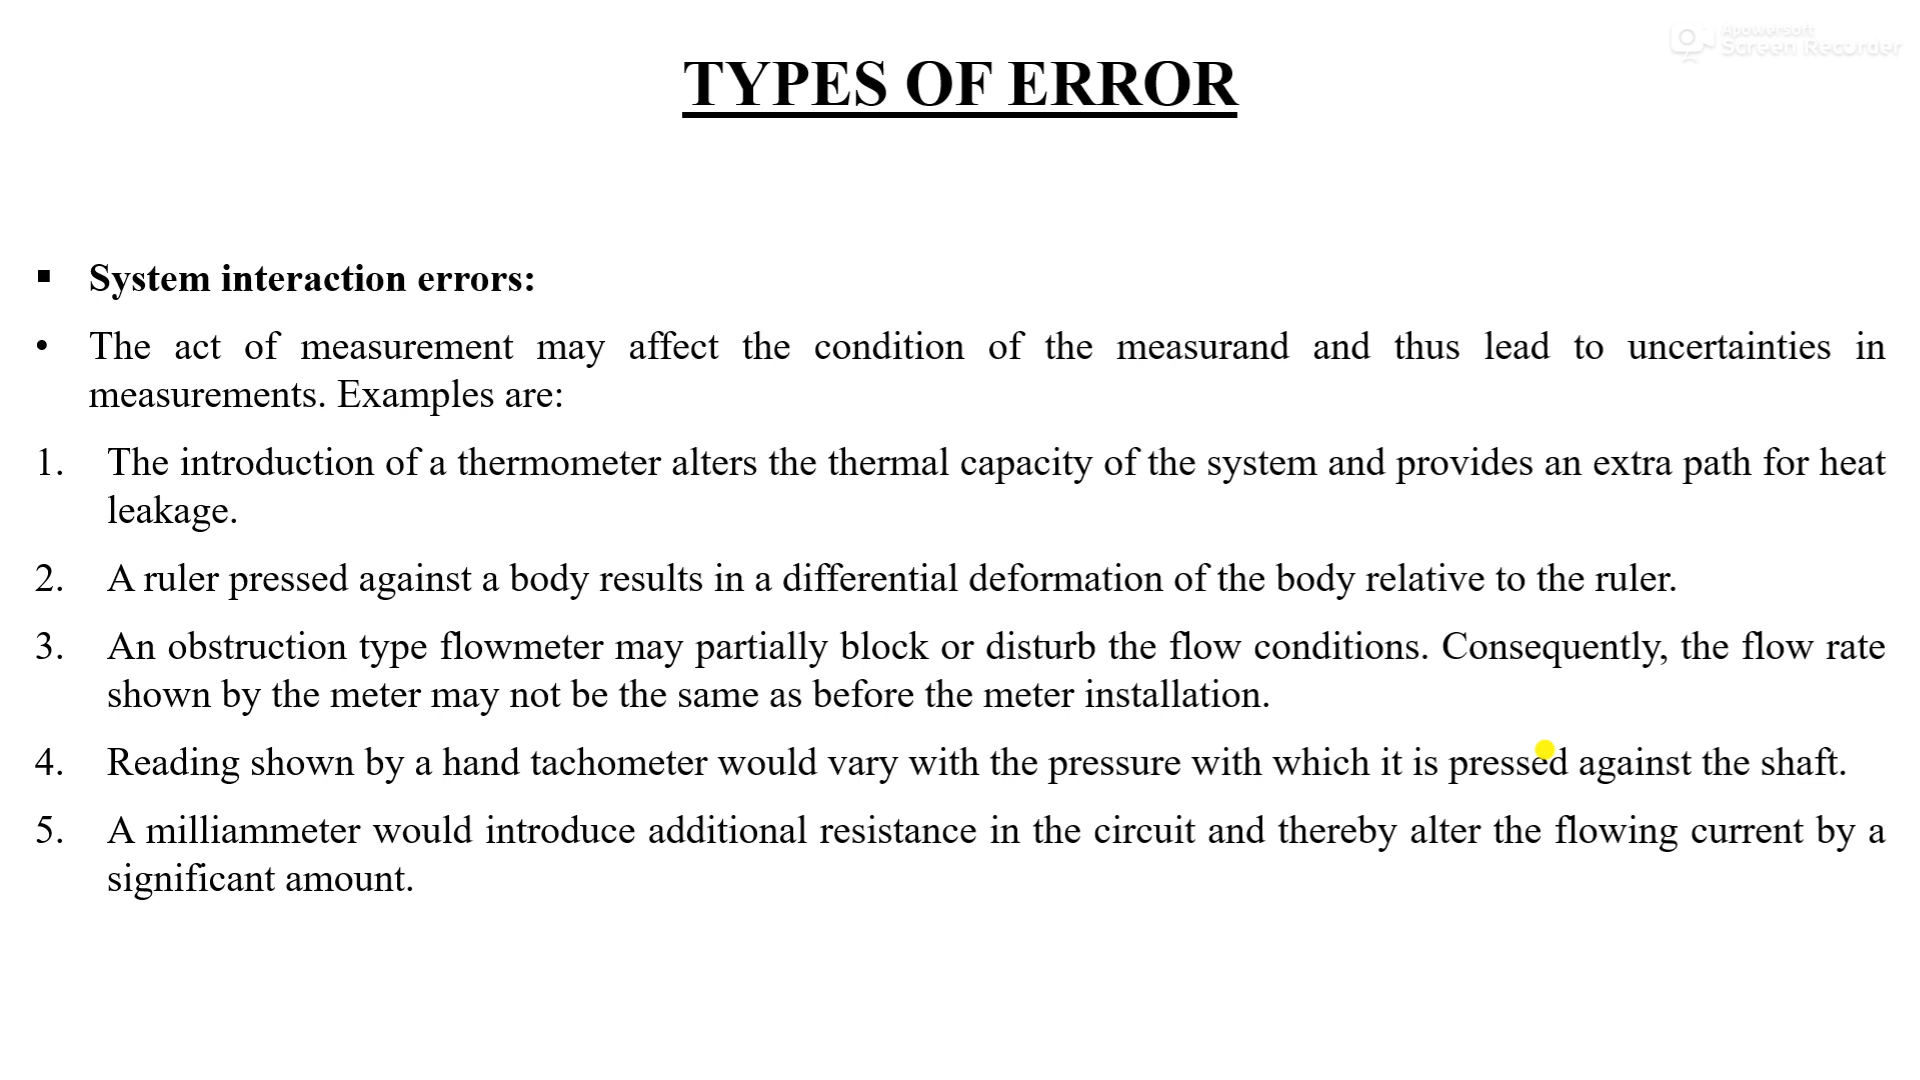 Apowersoft
Screen Recorder
TYPES OF ERROR
▪ System interaction errors:
• The act of measurement may affect the condition of the measurand and thus lead to uncertainties in
measurements. Examples are:
1. The introduction of a thermometer alters the thermal capacity of the system and provides an extra path for heat
leakage.
2. A ruler pressed against a body results in a differential deformation of the body relative to the ruler.
3. An obstruction type flowmeter may partially block or disturb the flow conditions. Consequently, the flow rate
shown by the meter may not be the same as before the meter installation.
4. Reading shown by a hand tachometer would vary with the pressure with which it is pressed against the shaft.
5. A milliammeter would introduce additional resistance in the circuit and thereby alter the flowing current by a
significant amount.